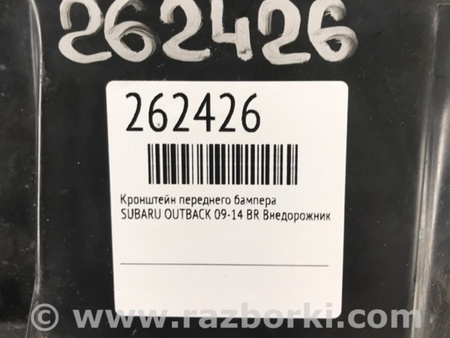 262426
262426
Кронштейн переднего бампера
SUBARU OUTBACK 09-14 BR Внедорожник
© www.razborki.com